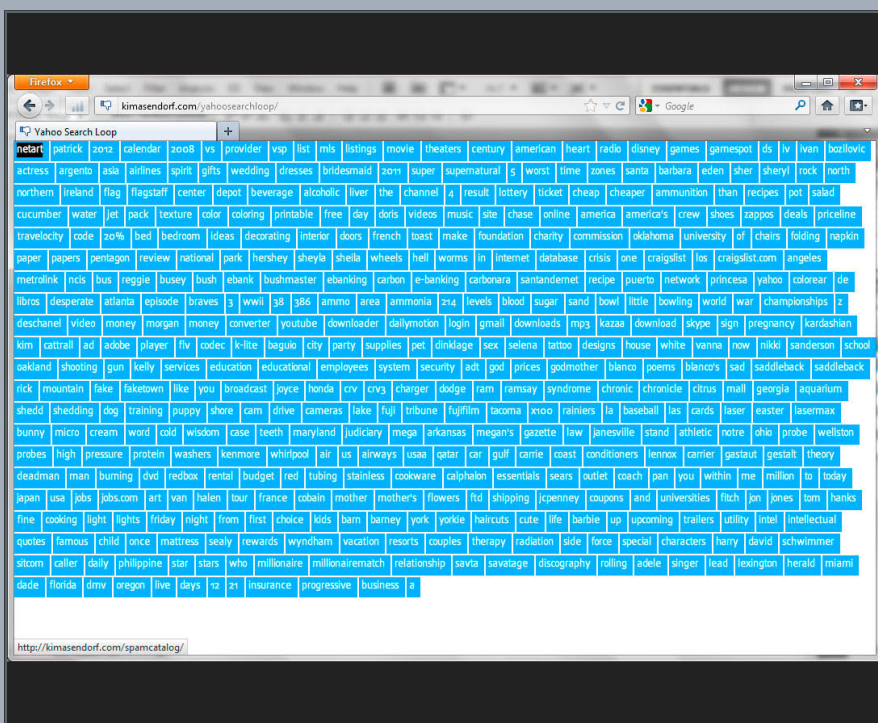 Firefox
kimasendorf.com/yahoosearchloop/
Google
Yahoo Search Loop
netart patrick 2012 calendar 2008 vs provider vsp list mls listings movie theaters century american heart radio disney games gamespot ds iv ivan bozilovic
actress argento asia airlines spirit gifts wedding dresses bridesmaid 2011 super supernatural 5 worst time zones santa barbara eden sher sheryl rock north
northern ireland flag flagstaff center depot beverage alcoholic liver the channel 4 result lottery ticket cheap cheaper ammunition than recipes pot salad
cucumber water jet pack texture color coloring printable free day doris videos music site chase online america america's crew shoes zappos deals priceline
travelocity code 20% bed bedroom ideas decorating interior doors french toast make foundation charity commission oklahoma university of chairs folding napkin
paper papers pentagon review national park hershey sheyla sheila wheels hell worms in internet database crisis one craigslist los craigslist.com angeles
metrolink ncis bus reggie busey bush ebank bushmaster ebanking carbon e-banking carbonara santandernet recipe puerto network princesa yahoo colorear de
libros desperate atlanta episode braves 3 wwii 38 386 ammo area ammonia 214 levels blood sugar sand bowl little bowling world war championships z
deschanel video money morgan money converter youtube downloader dailymotion login gmail downloads mp3 kazaa download skype sign pregnancy kardashian
kim cattrall ad adobe player flv codec k-lite baguio city party supplies pet dinklage sex selena tattoo designs house white vanna now nikki sanderson school
oakland shooting gun kelly services education educational employees system security adt god prices godmother blanco poems blanco's sad saddleback saddleback
rick mountain fake faketown like you broadcast joyce honda crv crv3 charger dodge ram ramsay syndrome chronic chronicle citrus mall georgia aquarium
shedd shedding dog training puppy shore cam drive cameras lake fuji tribune fujifilm tacoma x100 rainiers la baseball las cards laser easter lasermax
bunny micro cream word cold wisdom case teeth maryland judiciary mega arkansas megan's gazette law janesville stand athletic notre ohio probe wellston
probes high pressure protein washers kenmore whirlpool air us airways usaa qatar car gulf carrie coast conditioners lennox carrier gastaut gestalt theory
deadman man burning dvd redbox rental budget red tubing stainless cookware calphalon essentials sears outlet coach pan you within me million to today
japan usa jobs jobs.com art van halen tour france cobain mother mother's flowers ftd shipping jcpenney coupons and universities fitch jon jones tom hanks
fine cooking light lights friday night from first choice kids barn barney york yorkie haircuts cute life barbie up upcoming trailers utility intel intellectual
quotes famous child once mattress sealy rewards wyndham vacation resorts couples therapy radiation side force special characters harry david schwimmer
sitcom caller daily philippine star stars who millionaire millionairematch relationship savta savatage discography rolling adele singer lead lexington herald miami
dade florida dmv oregon live days 12 21 insurance progressive business a
http://kimasendorf.com/spamcatalog/